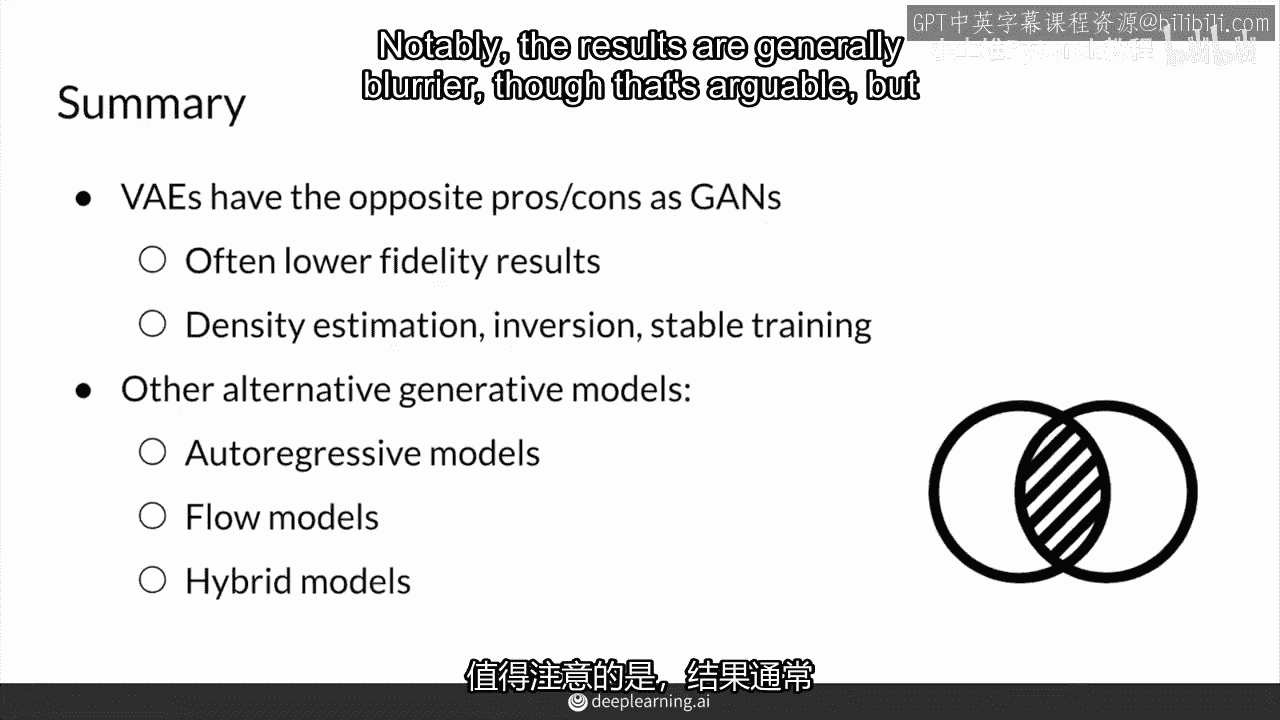 GPT中英字幕课程资源@bilibili.com
Notably, the results are generally
blurrier, though that's arguable, but
Summary
● VAEs have the opposite pros/cons as GANs
○ Often lower fidelity results
○ Density estimation, inversion, stable training
● Other alternative generative models:
○ Autoregressive models
○ Flow models
○ Hybrid models
值得注意的是，结果通常
deeplearning.ai